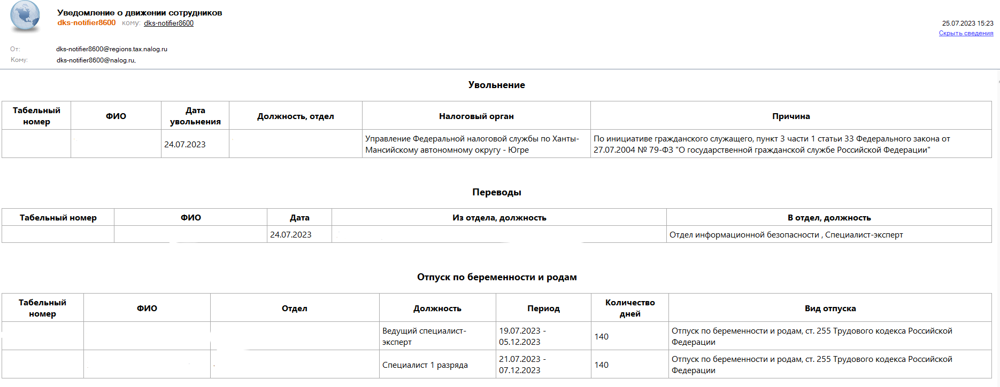 Уведомление о движении сотрудников
dks-notifier8600 кому: dks-notifier8600
25.07.2023 15:23
Скрыть сведения
От: dks-notifier8600@regions.tax.nalog.ru
Кому: dks-notifier8600@nalog.ru,
Увольнение
Табельный номер ФИО Дата увольнения Должность, отдел Налоговый орган Причина
24.07.2023
Управление Федеральной налоговой службы по Ханты-
Мансийскому автономному округу - Югре
По инициативе гражданского служащего, пункт 3 части 1 статьи 33 Федерального закона от
27.07.2004 № 79-ФЗ "О государственной гражданской службе Российской Федерации"
Переводы
Табельный номер ФИО Дата Из отдела, должность В отдел, должность
24.07.2023 Отдел информационной безопасности , Специалист-эксперт
Отпуск по беременности и родам
Табельный номер ФИО Отдел Должность Период Количество дней Вид отпуска
Ведущий специалист-
эксперт
19.07.2023 -
05.12.2023
140
Отпуск по беременности и родам, ст. 255 Трудового кодекса Российской
Федерации
Специалист 1 разряда
21.07.2023 -
07.12.2023
140
Отпуск по беременности и родам, ст. 255 Трудового кодекса Российской
Федерации